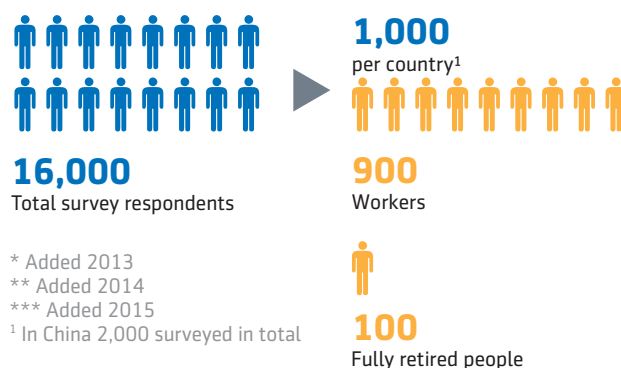 1,000
per country¹
16,000
Total survey respondents
900
Workers
* Added 2013
** Added 2014
*** Added 2015
¹ In China 2,000 surveyed in total
100
Fully retired people